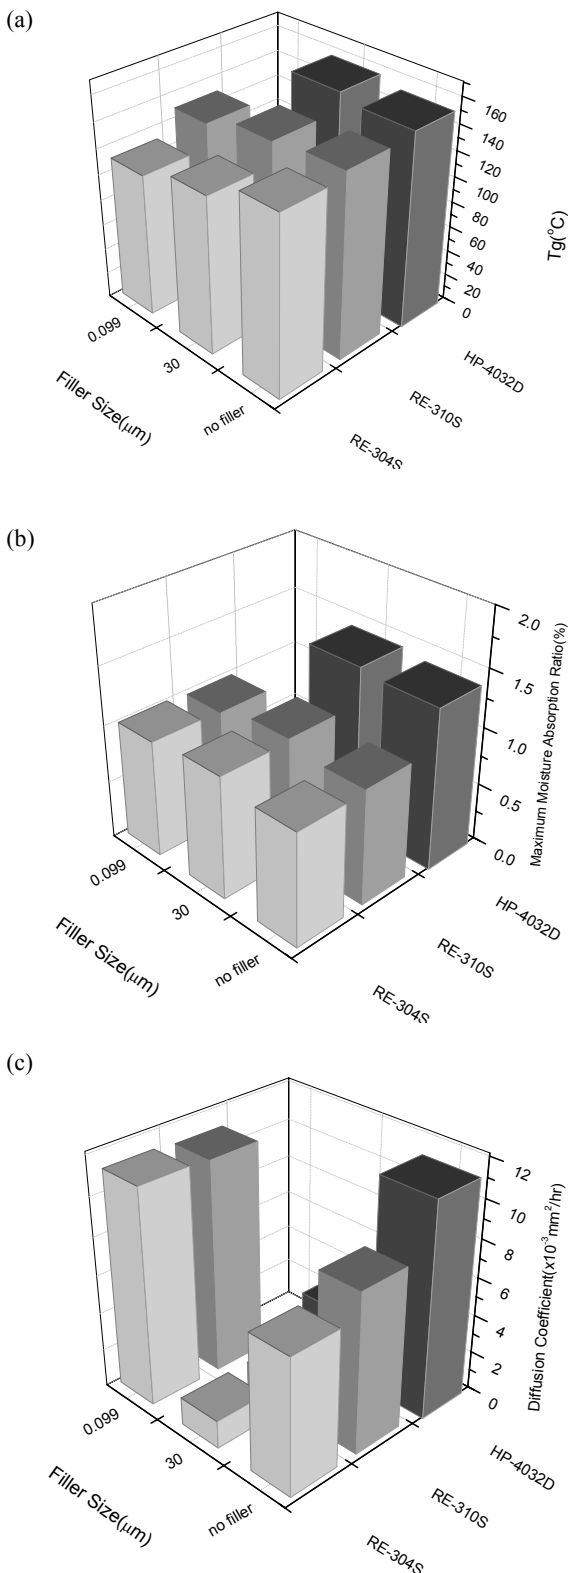 (a)
160
140
120
100
80
60
40
20
0
Tg(°C)
0.099
30
no filler
Filler Size(μm)
HP-4032D
RE-310S
RE-304S
(b)
2.0
1.5
1.0
0.5
0.0
Maximum Moisture Absorption Ratio(%)
0.099
30
no filler
Filler Size(μm)
HP-4032D
RE-310S
RE-304S
(c)
12
10
8
6
4
2
0
Diffusion Coefficient(x10⁻³mm²/hr)
0.099
30
no filler
Filler Size(μm)
HP-4032D
RE-310S
RE-304S